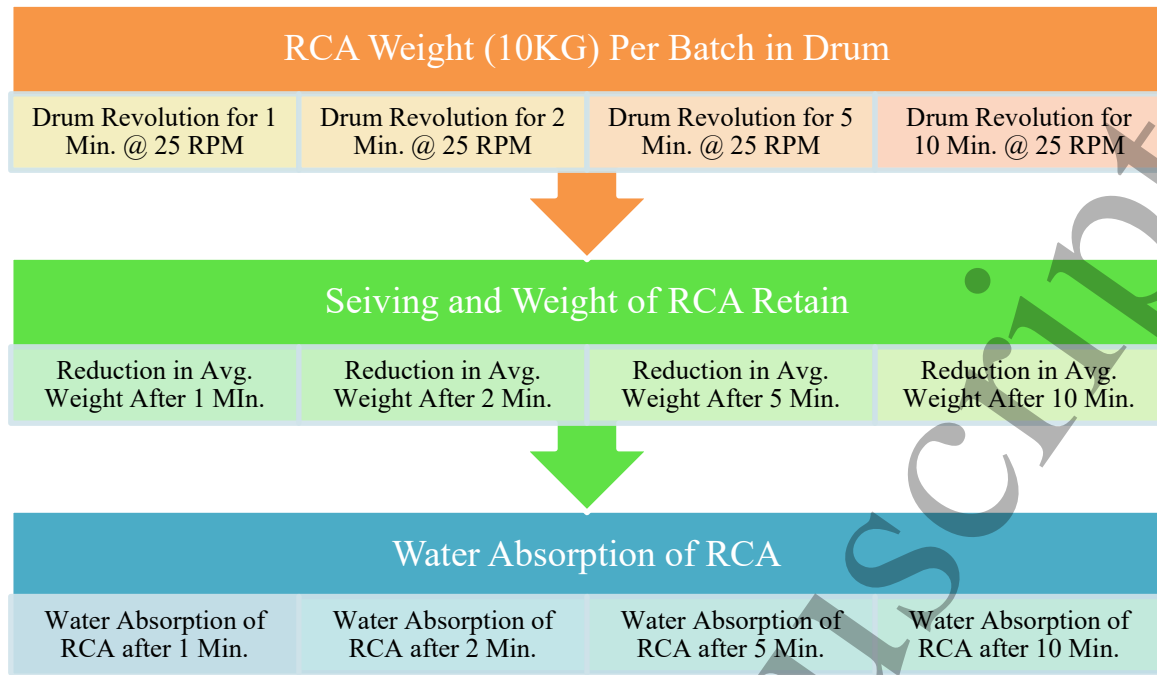 RCA Weight (10KG) Per Batch in Drum
Drum Revolution for 1
Min. @ 25 RPM
Drum Revolution for 2
Min. @ 25 RPM
Drum Revolution for 5
Min. @ 25 RPM
Drum Revolution for
10 Min. @ 25 RPM
Seiving and Weight of RCA Retain
Reduction in Avg.
Weight After 1 MIn.
Reduction in Avg.
Weight After 2 Min.
Reduction in Avg.
Weight After 5 Min.
Reduction in Avg.
Weight After 10 Min.
Water Absorption of RCA
Water Absorption of
RCA after 1 Min.
Water Absorption of
RCA after 2 Min.
Water Absorption of
RCA after 5 Min.
Water Absorption of
RCA after 10 Min.
uscript